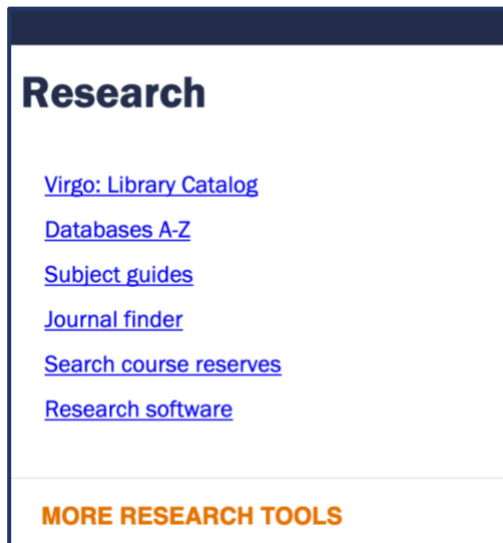 Research
Virgo: Library Catalog
Databases A-Z
Subject guides
Journal finder
Search course reserves
Research software
MORE RESEARCH TOOLS